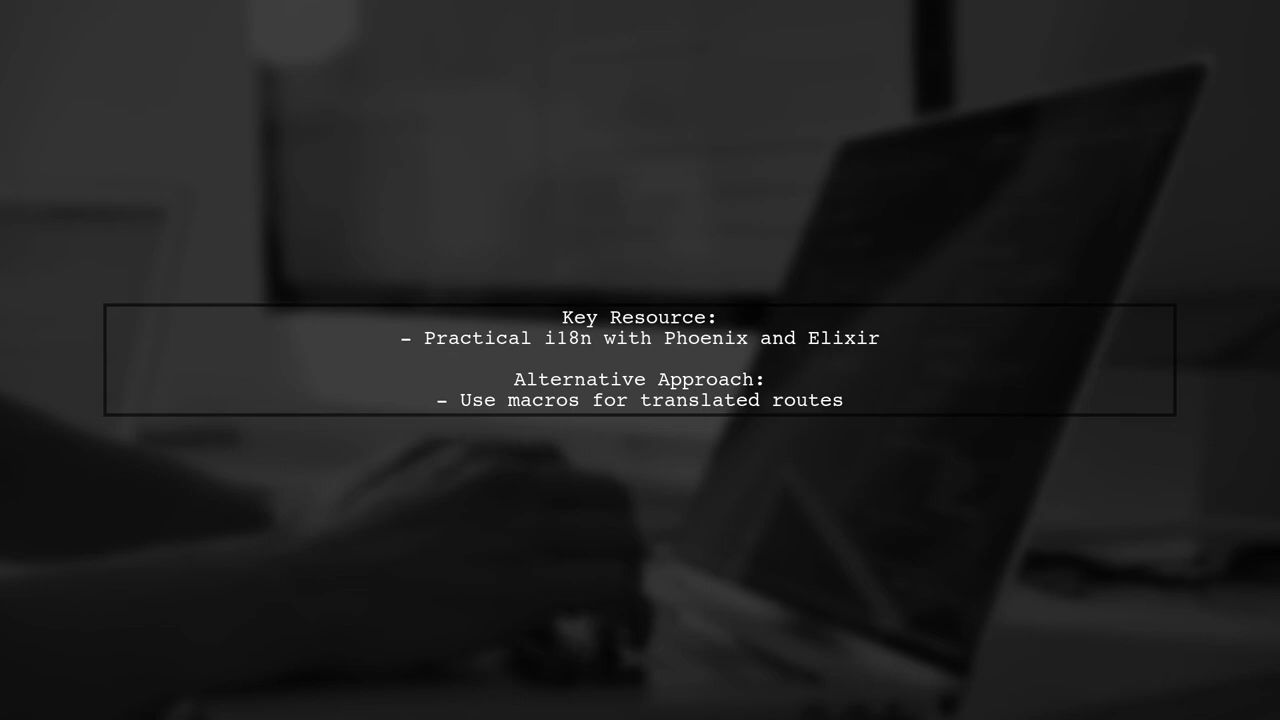 Key Resource:
- Practical i18n with Phoenix and Elixir
Alternative Approach:
- Use macros for translated routes